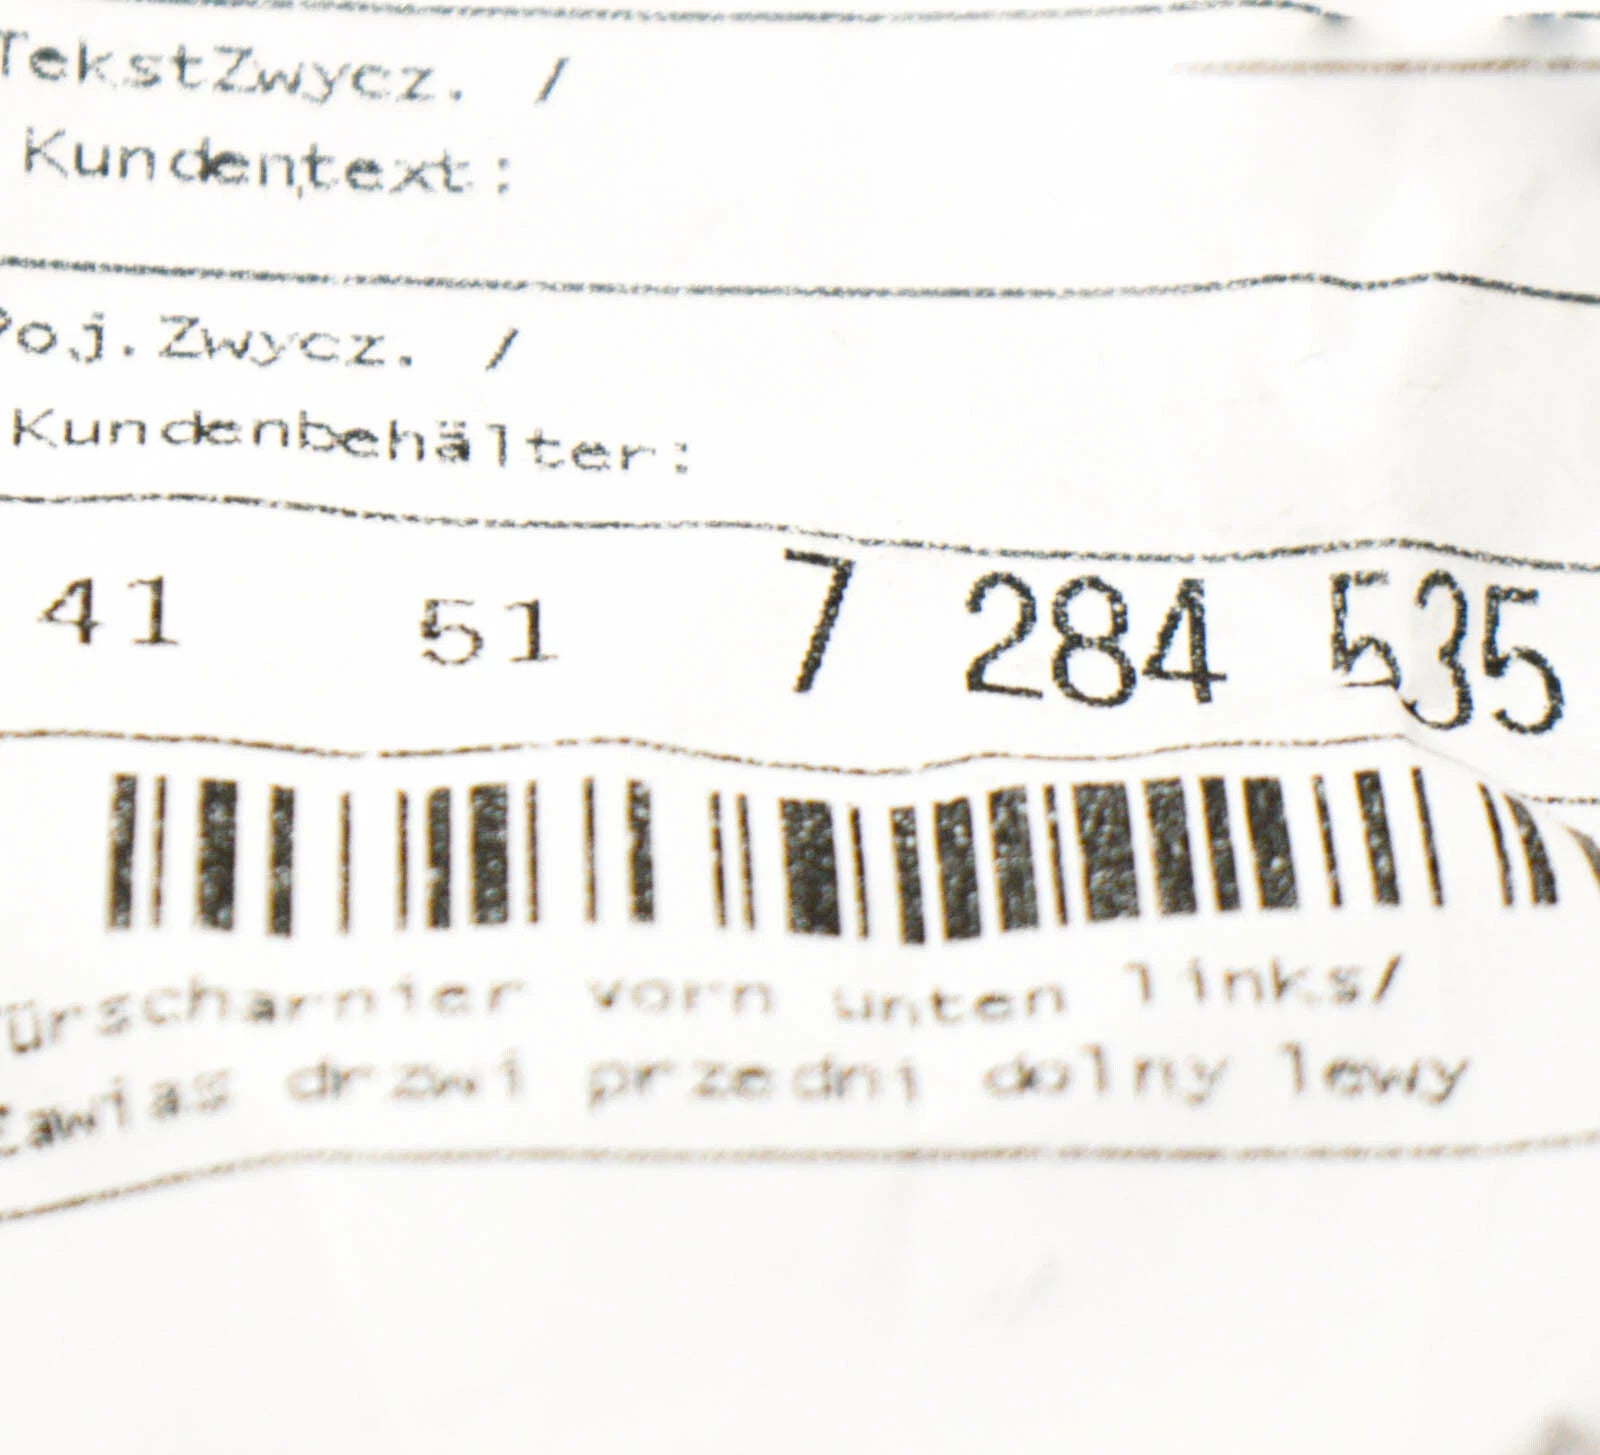 TekstZwycz. /
Kundentext:
Poj.Zwycz. /
Kundenbehälter:
41 51 7 284 535
ürscharnier vorn unten links/
Zawias drzwi przedni dolny lewy